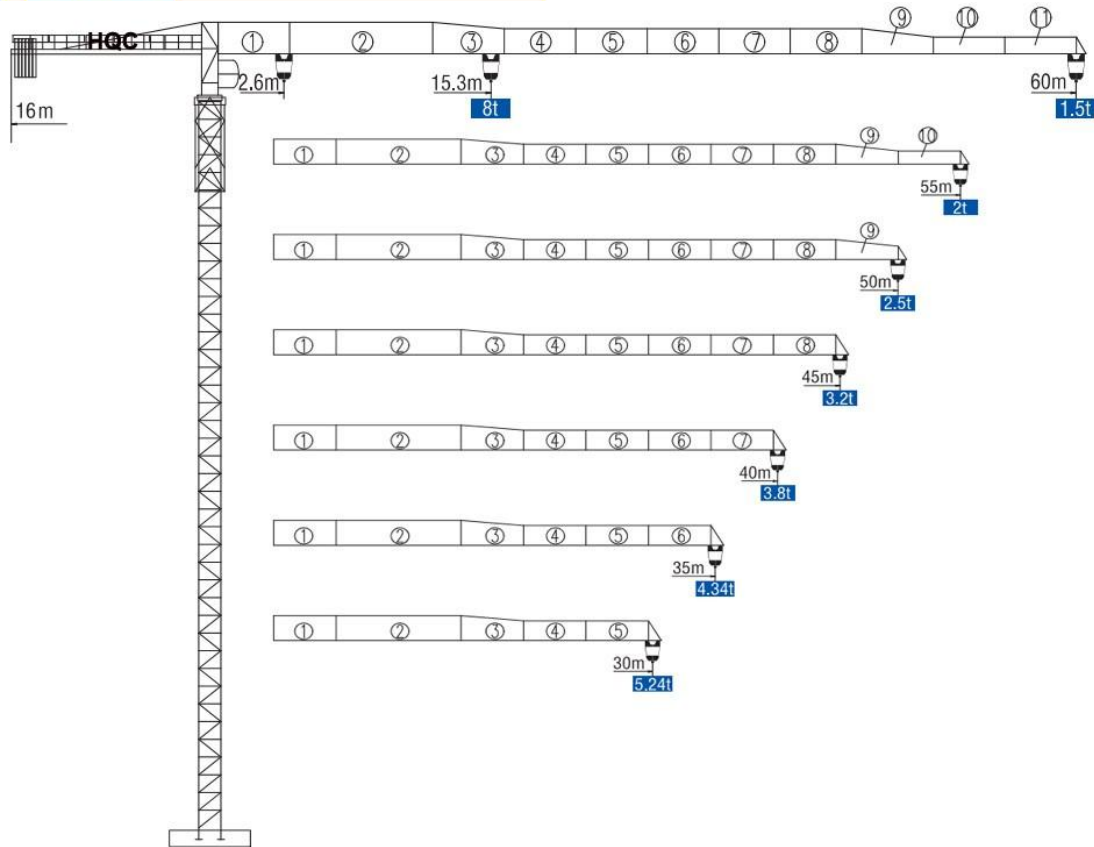 ⑨ ⑩ ⑪
HQC ① ② ③ ④ ⑤ ⑥ ⑦ ⑧
2.6m 15.3m 60m
8t 1.5t
16m
① ② ③ ④ ⑤ ⑥ ⑦ ⑧ ⑨ ⑩
55m
2t
① ② ③ ④ ⑤ ⑥ ⑦ ⑧ ⑨
50m
2.5t
① ② ③ ④ ⑤ ⑥ ⑦ ⑧
45m
3.2t
① ② ③ ④ ⑤ ⑥ ⑦
40m
3.8t
① ② ③ ④ ⑤ ⑥
35m
4.34t
① ② ③ ④ ⑤
30m
5.24t